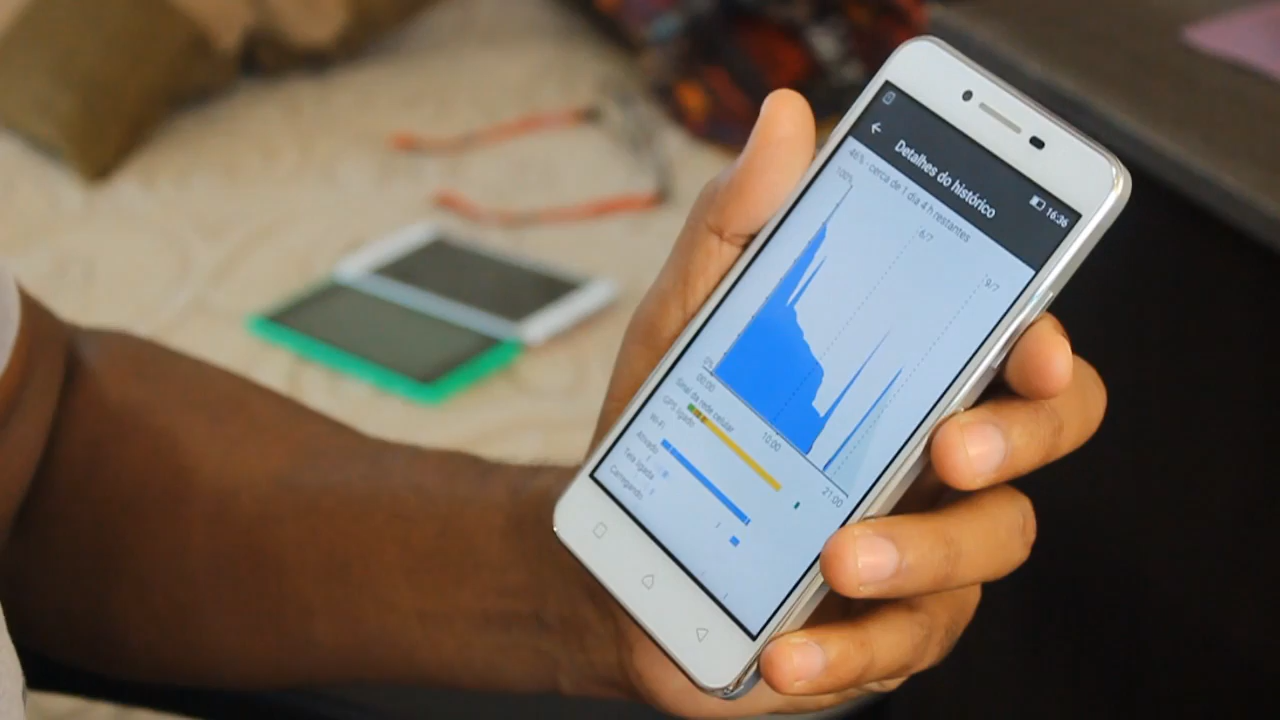 16:36
Detalhes do histórico
46% - cerca de 1 dia 4 h restantes
100%
6/7
9/7
0%
00:00
10:00
21:00
Sinal da rede celular
GPS ligado
Wi-Fi
Ativado
Tela ligada
Carregando